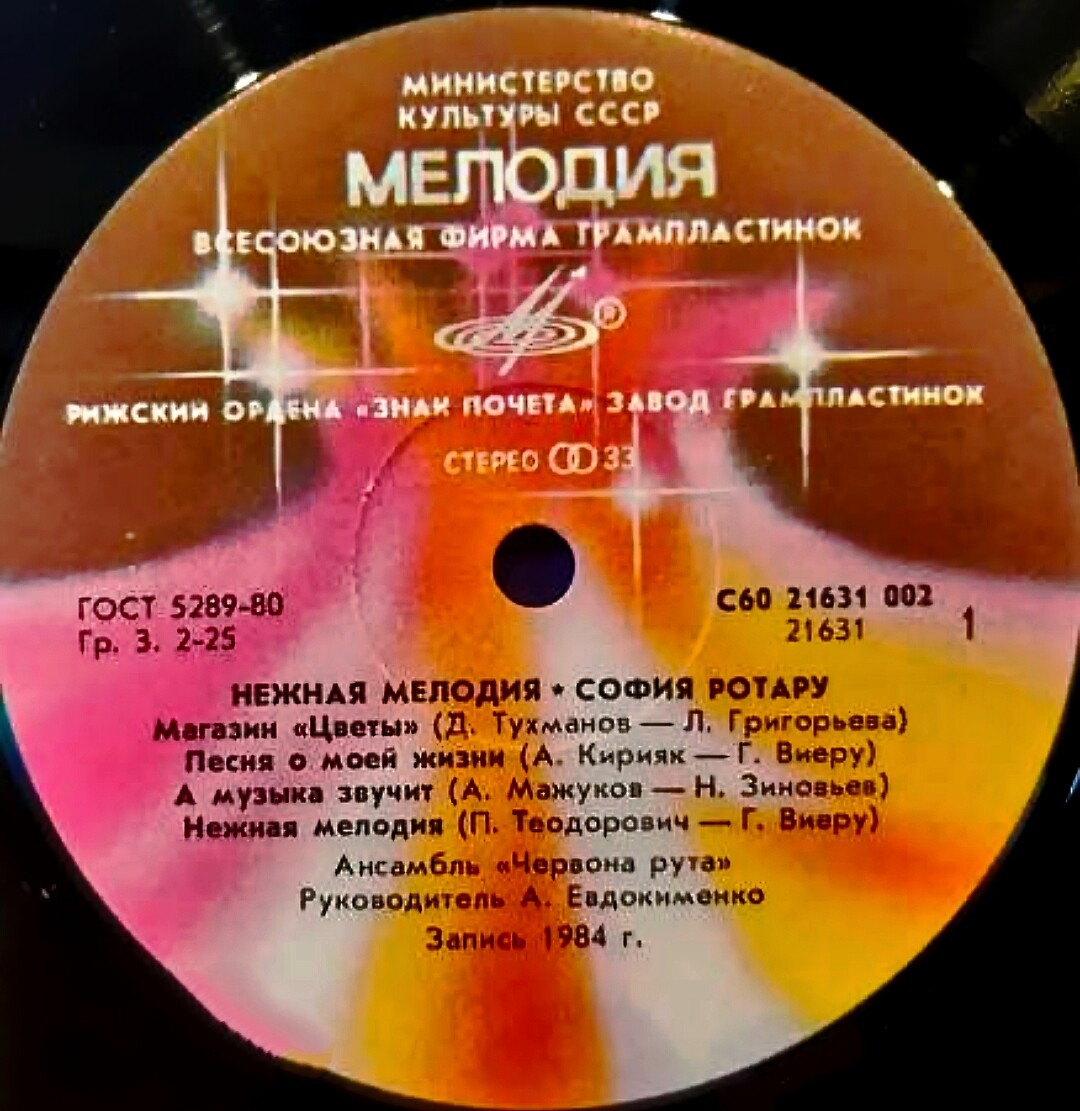 МИНИСТЕРСТВО
КУЛЬТУРЫ СССР
МЕЛОДИЯ
ВСЕСОЮЗНАЯ ФИРМА ГРАМПЛАСТИНОК
®
РИЖСКИЙ ОРДЕНА «ЗНАК ПОЧЕТА» ЗАВОД ГРАМПЛАСТИНОК
СТЕРЕО 33
ГОСТ 5289-80
Гр. 3. 2-25
С60 21631 002
21631
1
НЕЖНАЯ МЕЛОДИЯ * СОФИЯ РОТАРУ
Магазин «Цветы» (Д. Тухманов — Л. Григорьева)
Песня о моей жизни (А. Кирияк — Г. Виеру)
А музыка звучит (А. Мажуков — Н. Зиновьев)
Нежная мелодия (П. Теодорович — Г. Виеру)
Ансамбль «Червона рута»
Руководитель А. Евдокименко
Запись 1984 г.